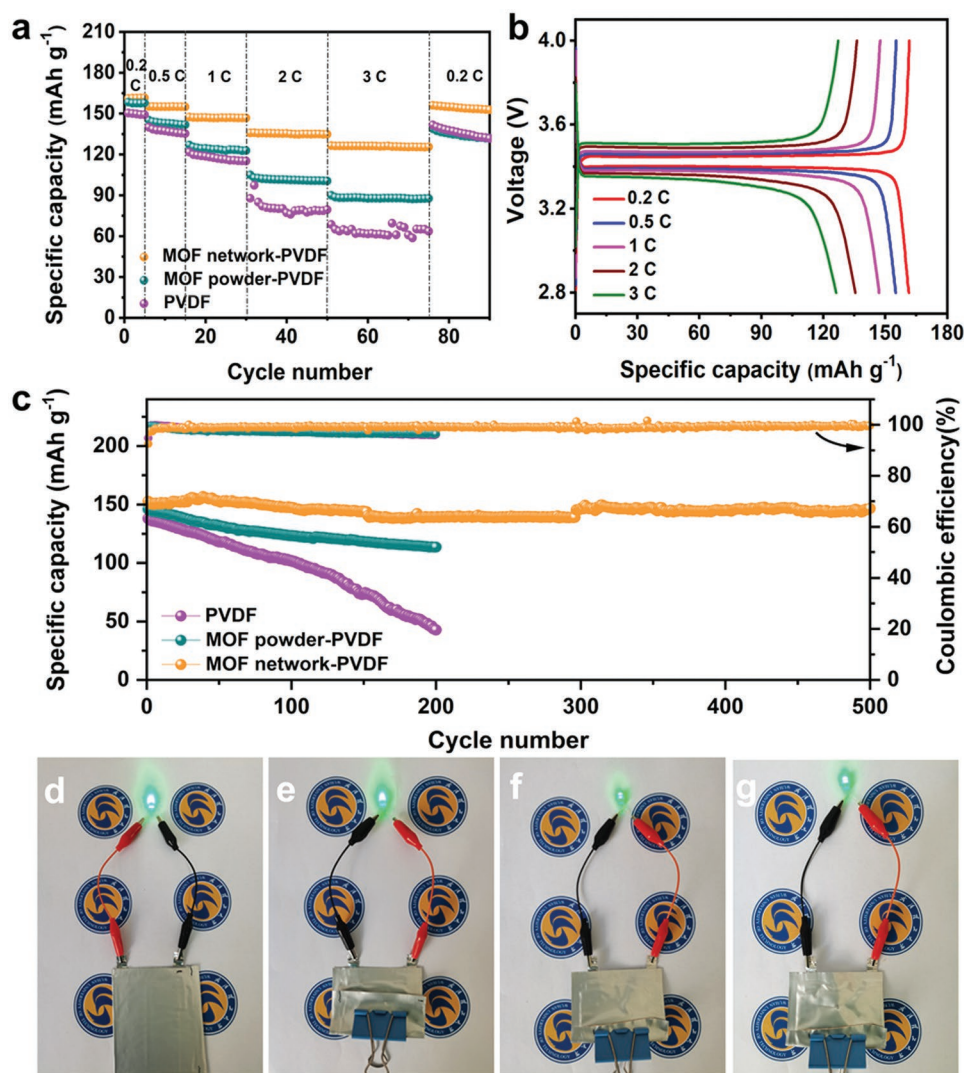 a
210
180
150
120
90
60
30
0
Specific capacity (mAh g⁻¹)
0.2
C
0.5 C
1 C
2 C
3 C
0.2 C
MOF network-PVDF
MOF powder-PVDF
PVDF
0
20
40
60
80
Cycle number
b
4.0
3.6
3.2
2.8
Voltage (V)
0.2 C
0.5 C
1 C
2 C
3 C
0
30
60
90
120
150
180
Specific capacity (mAh g⁻¹)
c
200
150
100
50
0
Specific capacity (mAh g⁻¹)
100
80
60
40
20
0
Coulombic efficiency(%)
PVDF
MOF powder-PVDF
MOF network-PVDF
0
100
200
300
400
500
Cycle number
d
e
f
g